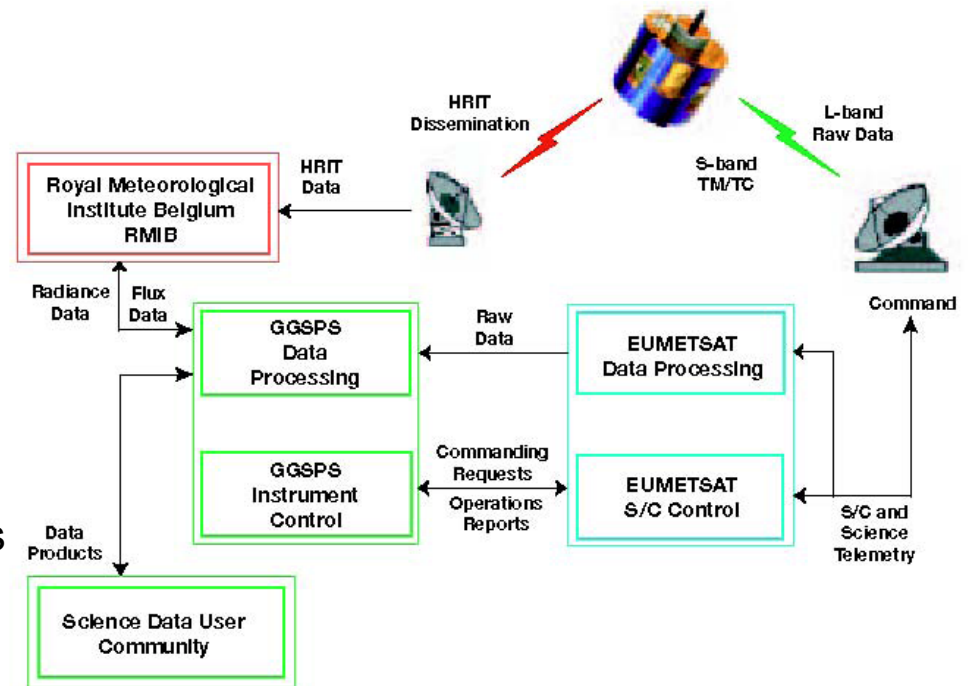 HRIT
Dissemination
L-band
Raw Data
S-band
TM/TC
Royal Meteorological
Institute Belgium
RMIB
HRIT
Data
Command
Radiance
Data
Flux
Data
GGSPS
Data
Processing
Raw
Data
EUMETSAT
Data Processing
GGSPS
Instrument
Control
Commanding
Requests
Operations
Reports
EUMETSAT
S/C Control
S/C and
Science
Telemetry
s
Data
Products
Science Data User
Community